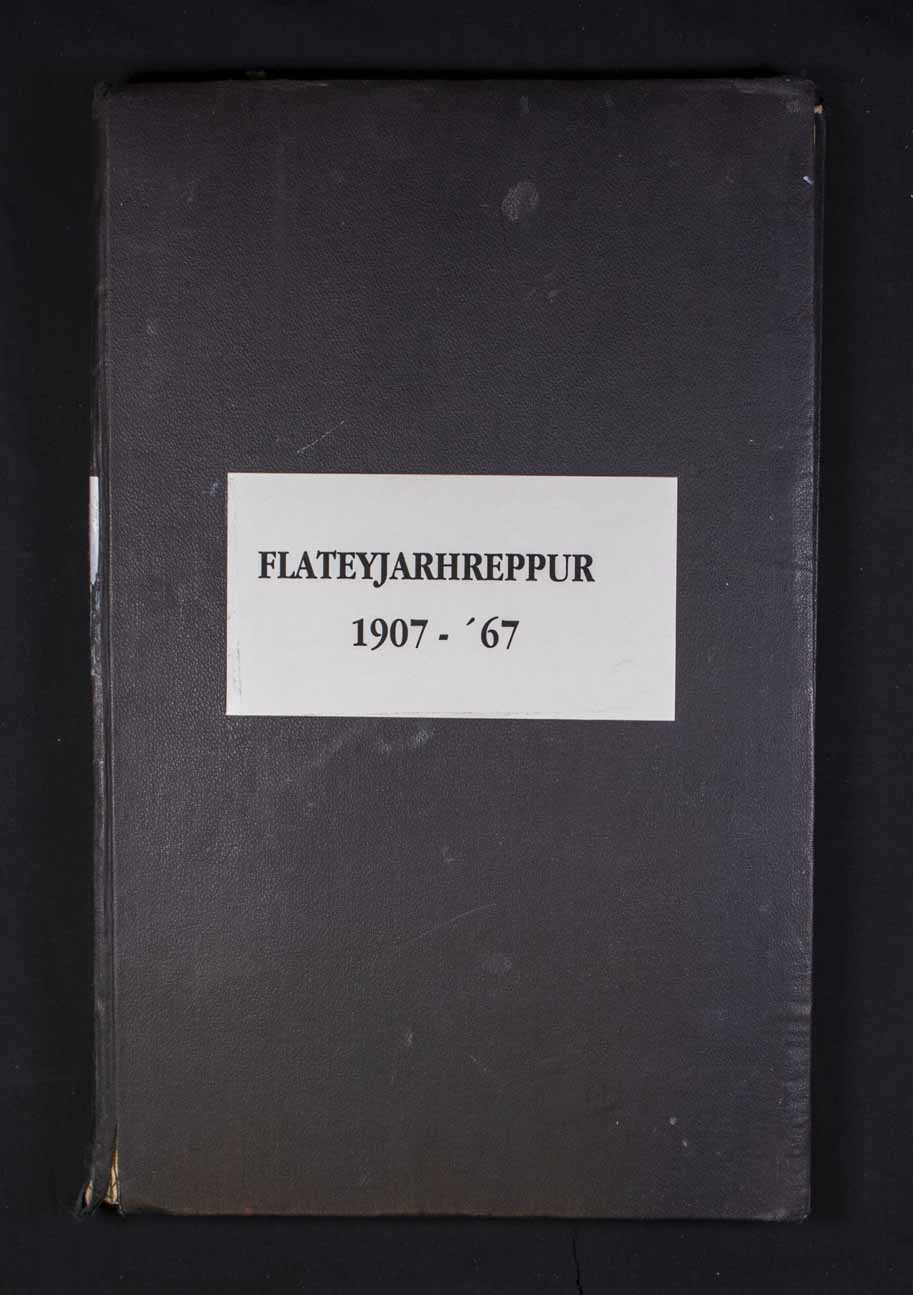 FLATEYJARHREPPUR
1907 - ´67